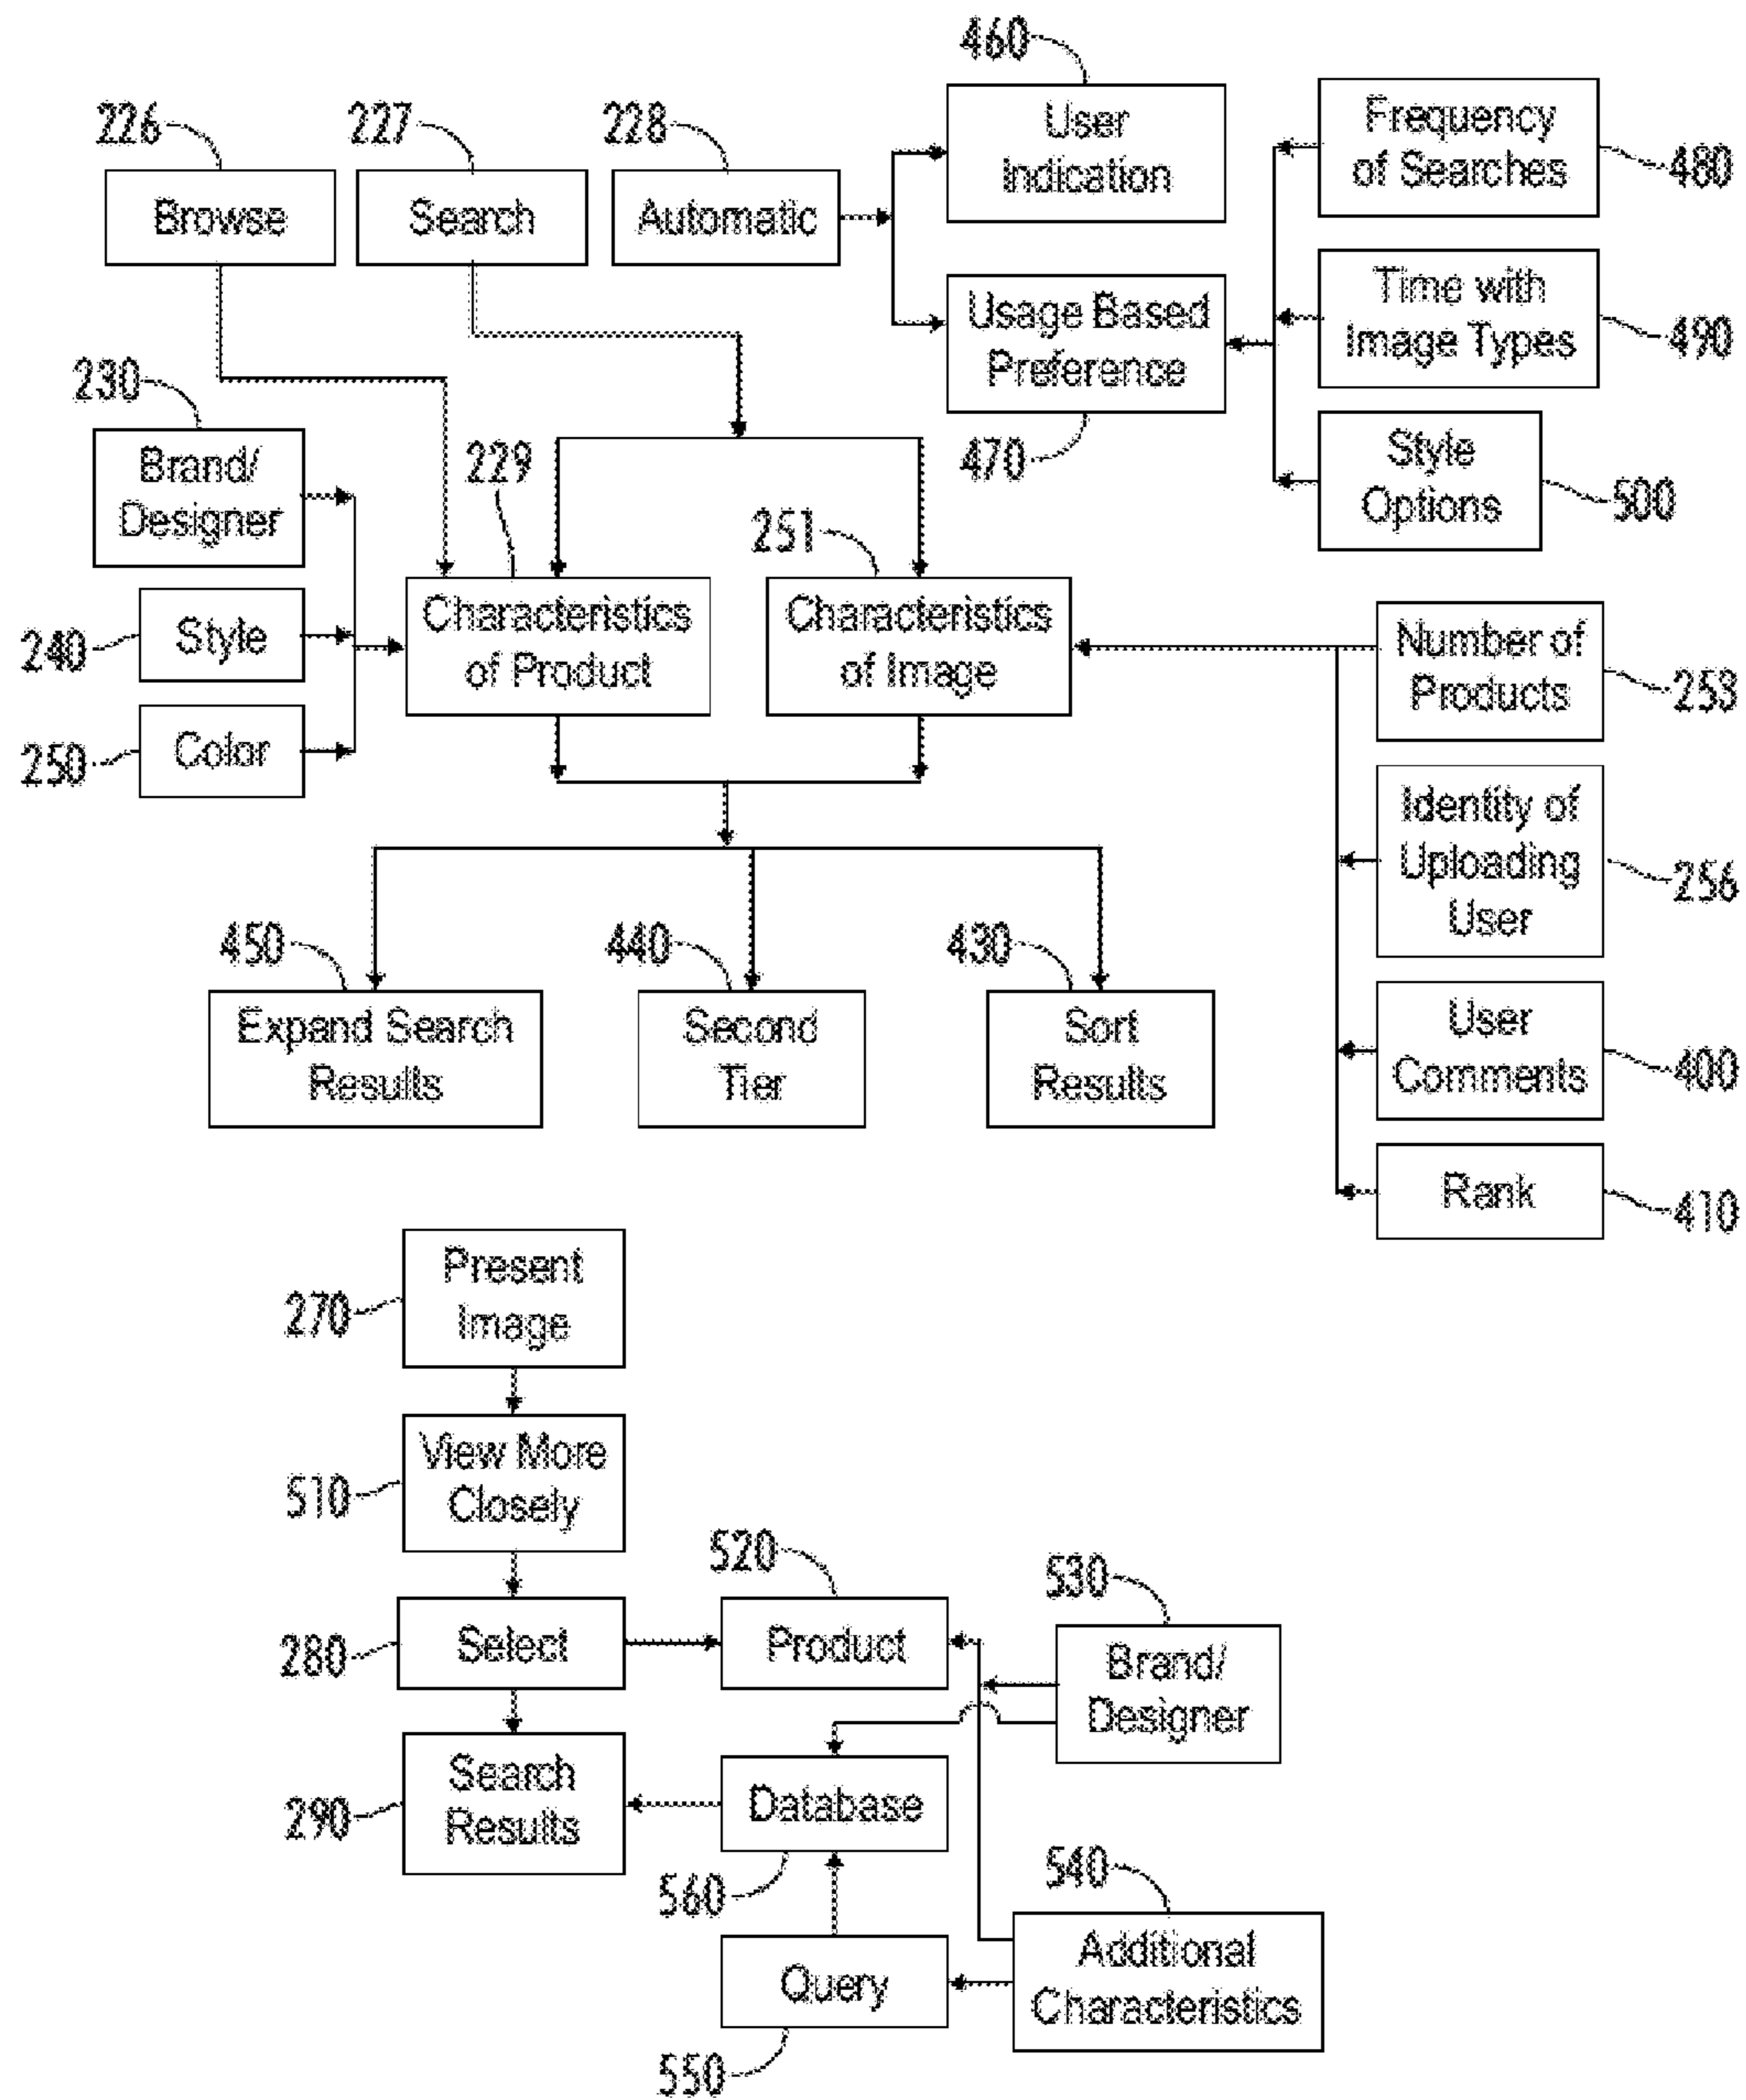 460
226
227
228
User
Indication
Frequency
of Searches
480
Browse
Search
Automatic
Usage Based
Preference
470
Time with
Image Types
490
Style
Options
500
230
Brand/
Designer
229
251
240
Style
250
Color
Characteristics
of Product
Characteristics
of Image
Number of
Products
253
Identity of
Uploading
User
256
450
440
430
Expand Search
Results
Second
Tier
Sort
Results
User
Comments
400
Rank
410
270
Present
Image
510
View More
Closely
520
530
280
Select
Product
Brand/
Designer
290
Search
Results
Database
560
540
Query
550
Additional
Characteristics